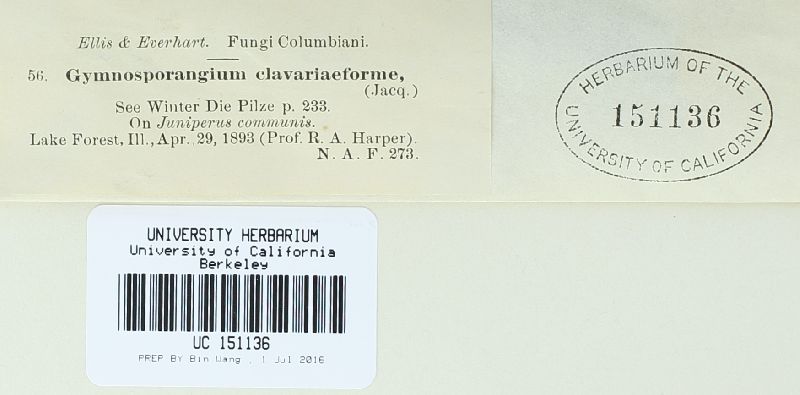 Ellis & Everhart. Fungi Columbiani.
56. Gymnosporangium clavariaeforme,
(Jacq.)
See Winter Die Pilze p. 233.
On Juniperus communis.
Lake Forest, Ill., Apr. 29, 1893 (Prof. R. A. Harper).
N. A. F. 273.
HERBARIUM OF THE
151136
UNIVERSITY OF CALIFORNIA
UNIVERSITY HERBARIUM
University of California
Berkeley
UC 151136
PREP BY Bin Wang , 1 Jul 2016